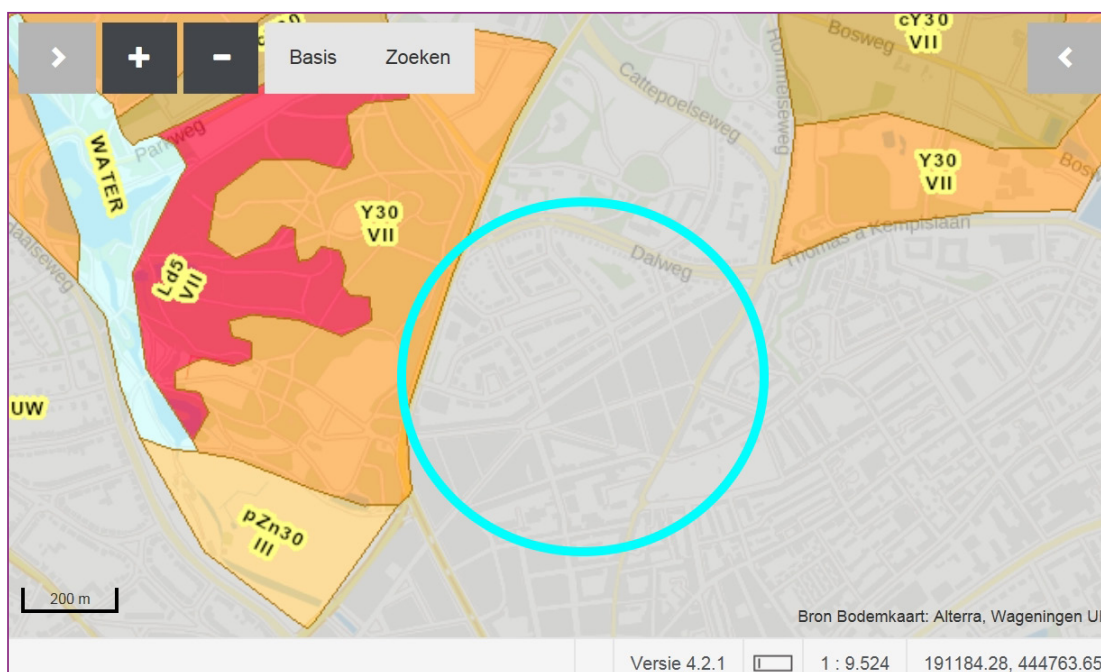 Basis
Zoeken
cY30
VII
Bosweg
Parkweg
Cattepoelseweg
Hommelseweg
WATER
Y30
VII
Y30
VII
Thomas a Kempislaan
Dalweg
Ld5
VII
UW
pZn30
III
200 m
Bron Bodemkaart: Alterra, Wageningen U
Versie 4.2.1
1 : 9.524
191184.28, 444763.65